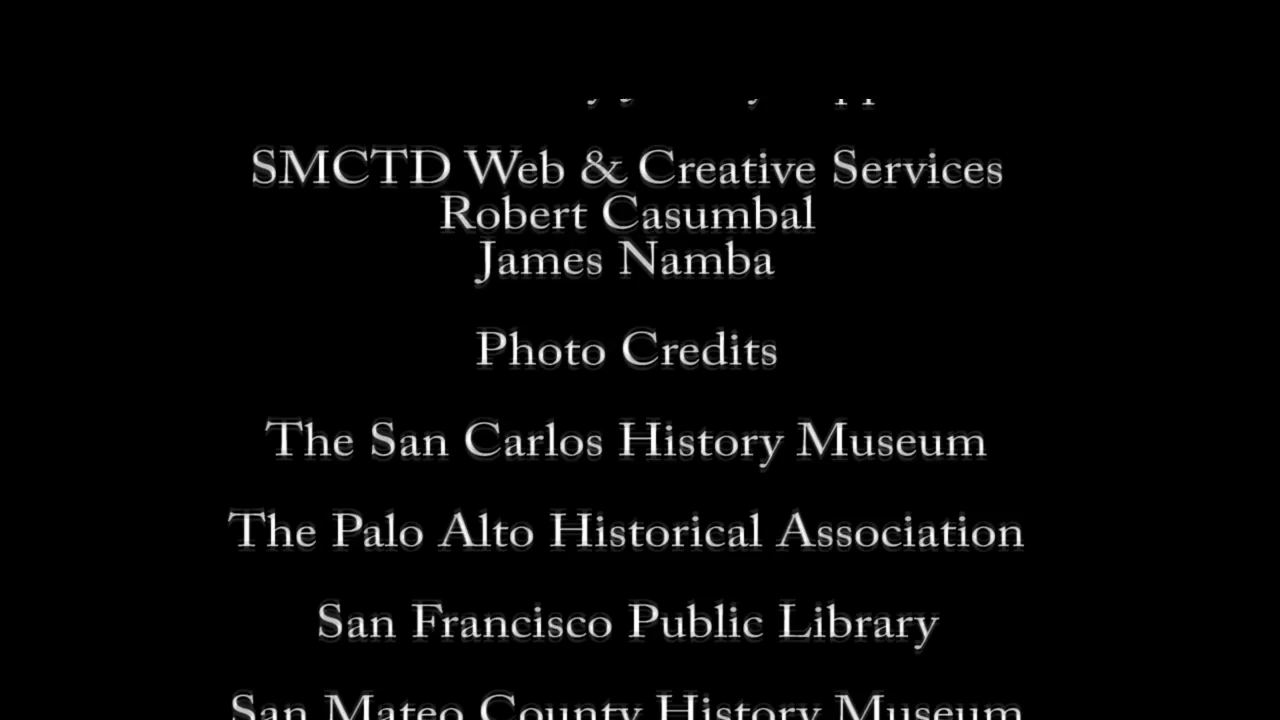 SMCTD Web & Creative Services
Robert Casumbal
James Namba
Photo Credits
The San Carlos History Museum
The Palo Alto Historical Association
San Francisco Public Library
San Mateo County History Museum